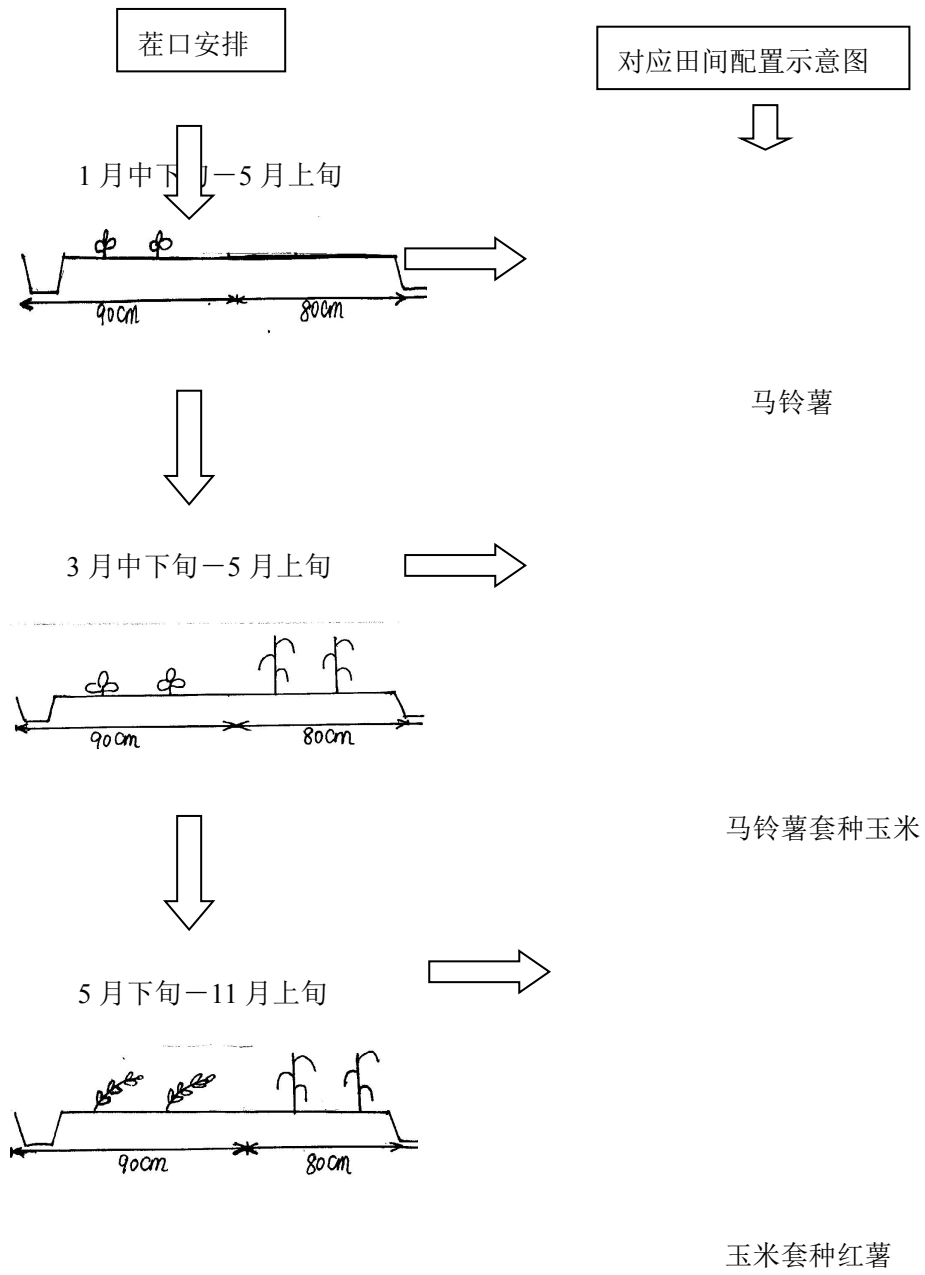 茬口安排
对应田间配置示意图
1月中下旬－5月上旬
90cm
80cm
马铃薯
3月中下旬－5月上旬
90cm
80cm
马铃薯套种玉米
5月下旬－11月上旬
90cm
80cm
玉米套种红薯